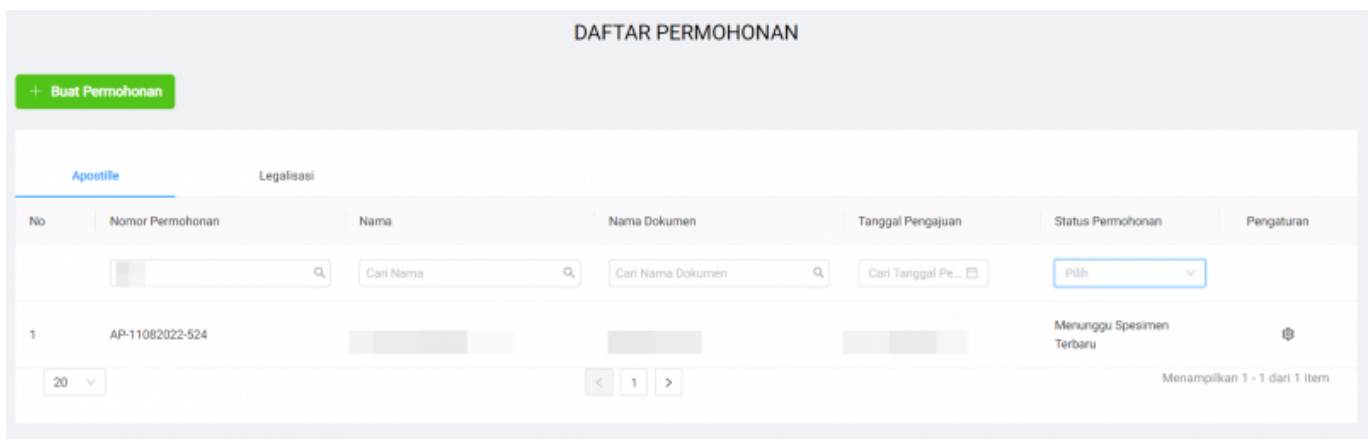 DAFTAR PERMOHONAN
+ Buat Permohonan
Apostille Legalisasi
No Nomor Permohonan Nama Nama Dokumen Tanggal Pengajuan Status Permohonan Pengaturan
Cari Nama Cari Nama Dokumen Cari Tanggal Pe... Pilih
1 AP-11082022-524 Menunggu Spesimen
Terbaru
20 < 1 > Menampilkan 1 - 1 dari 1 item